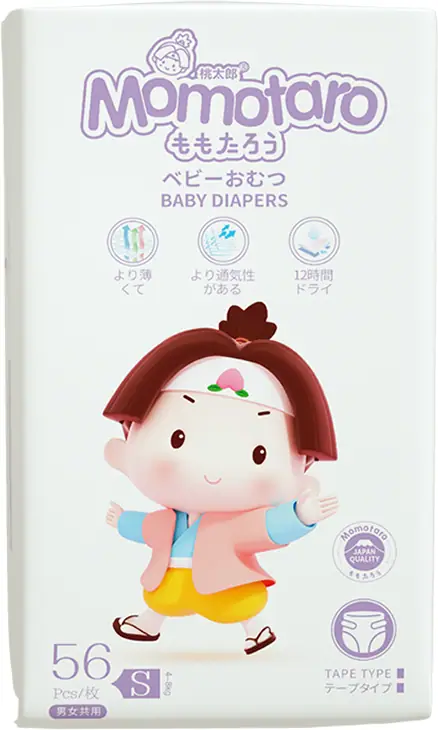 桃太郎®
Momotaro
ももたろう
ベビーおむつ
BABY DIAPERS
より薄
くて
より通気性
がある
12時間
ドライ
Momotaro
JAPAN
QUALITY
ももたろう
56
Pcs/枚
S
4-8kg
男女共用
TAPE TYPE
テープタイプ